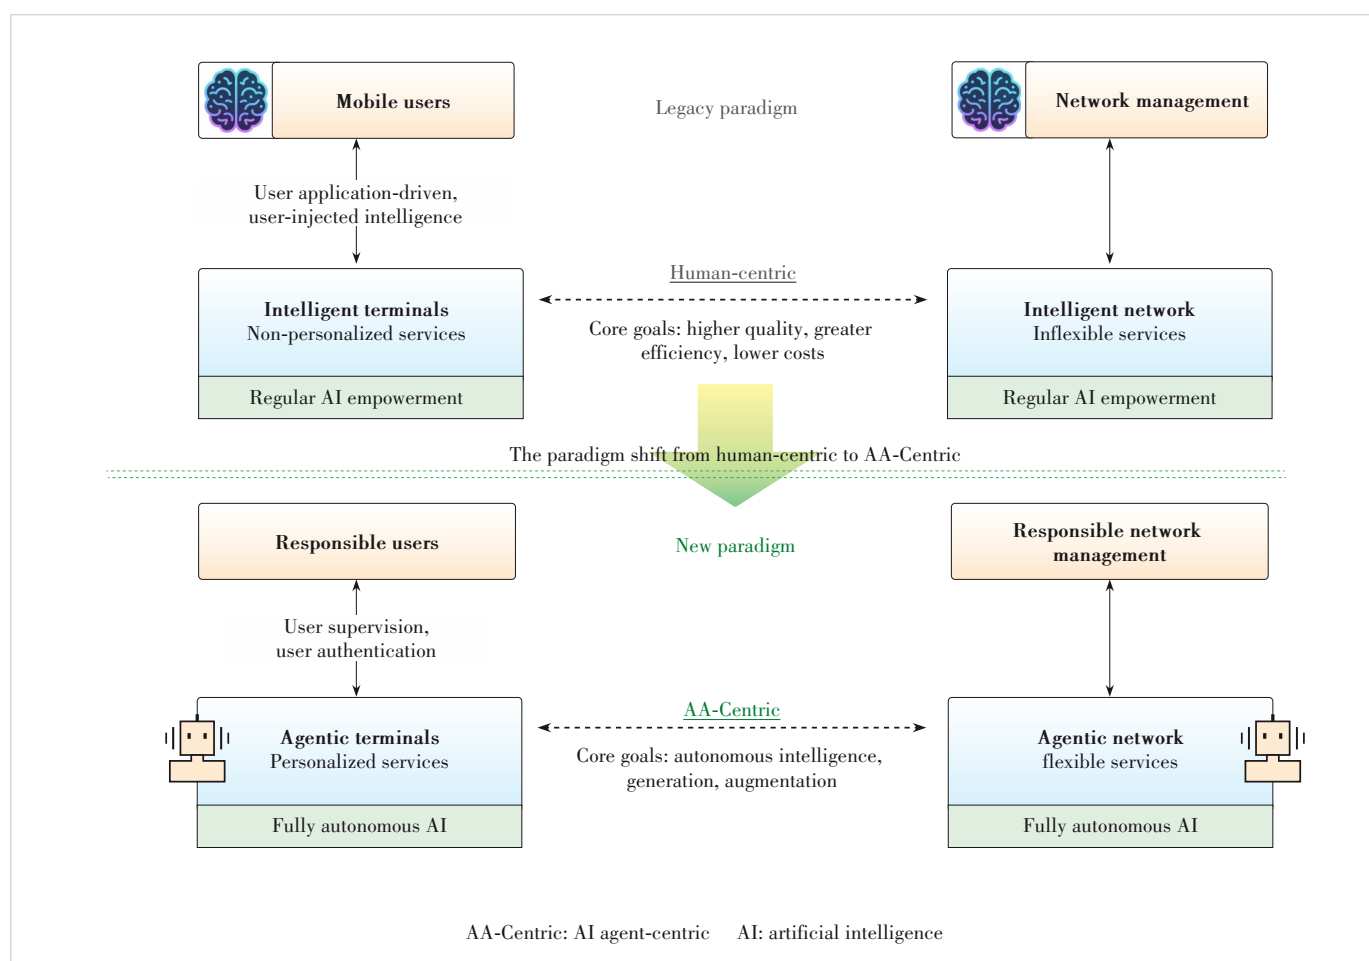 Mobile users
Legacy paradigm
Network management
User application-driven,
user-injected intelligence
Human-centric
Intelligent terminals
Non-personalized services
Core goals: higher quality, greater
efficiency, lower costs
Intelligent network
Inflexible services
Regular AI empowerment
Regular AI empowerment
The paradigm shift from human-centric to AA-Centric
Responsible users
New paradigm
Responsible network
management
User supervision,
user authentication
AA-Centric
Agentic terminals
Personalized services
Core goals: autonomous intelligence,
generation, augmentation
Agentic network
flexible services
Fully autonomous AI
Fully autonomous AI
AA-Centric: AI agent-centric AI: artificial intelligence